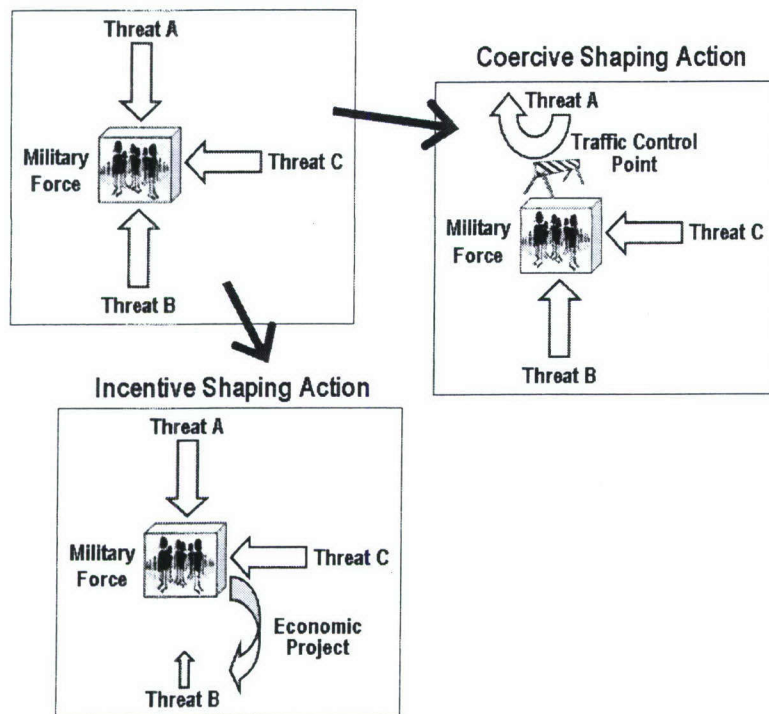 Threat A
Military
Force
Threat C
Threat B
Coercive Shaping Action
Threat A
Traffic Control
Point
Military
Force
Threat C
Threat B
Incentive Shaping Action
Threat A
Military
Force
Threat C
Economic
Project
Threat B